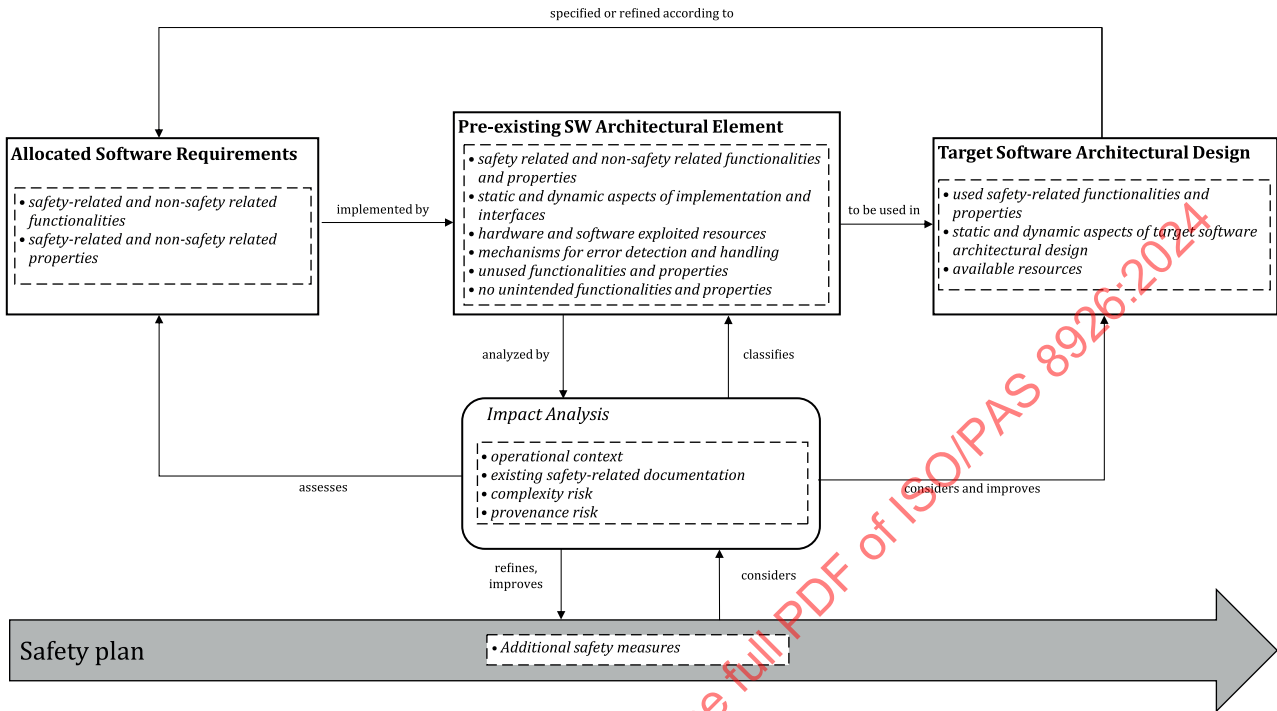 specified or refined according to
Allocated Software Requirements
• safety-related and non-safety related
functionalities
• safety-related and non-safety related
properties
implemented by
Pre-existing SW Architectural Element
• safety related and non-safety related functionalities
and properties
• static and dynamic aspects of implementation and
interfaces
• hardware and software exploited resources
• mechanisms for error detection and handling
• unused functionalities and properties
• no unintended functionalities and properties
to be used in
Target Software Architectural Design
• used safety-related functionalities and
properties
• static and dynamic aspects of target software
architectural design
• available resources
analyzed by
classifies
Impact Analysis
• operational context
• existing safety-related documentation
• complexity risk
• provenance risk
assesses
considers and improves
refines,
improves
considers
Safety plan
• Additional safety measures
full PDF of ISO/PAS 8926:2024